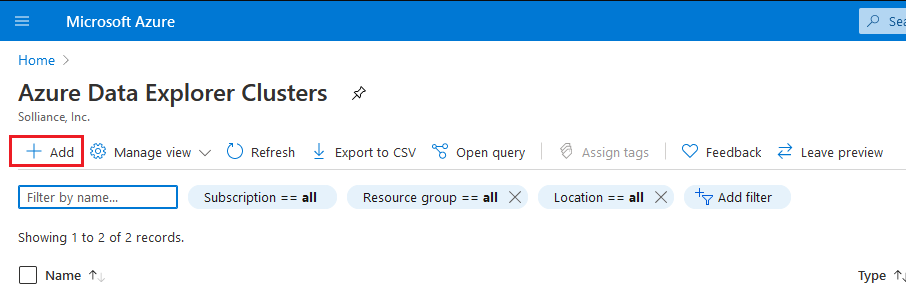 Microsoft Azure
Sea
Home
Azure Data Explorer Clusters
Solliance, Inc.
Add Manage view Refresh Export to CSV Open query Assign tags Feedback Leave preview
Filter by name... Subscription == all Resource group == all Location == all Add filter
Showing 1 to 2 of 2 records.
Name Type